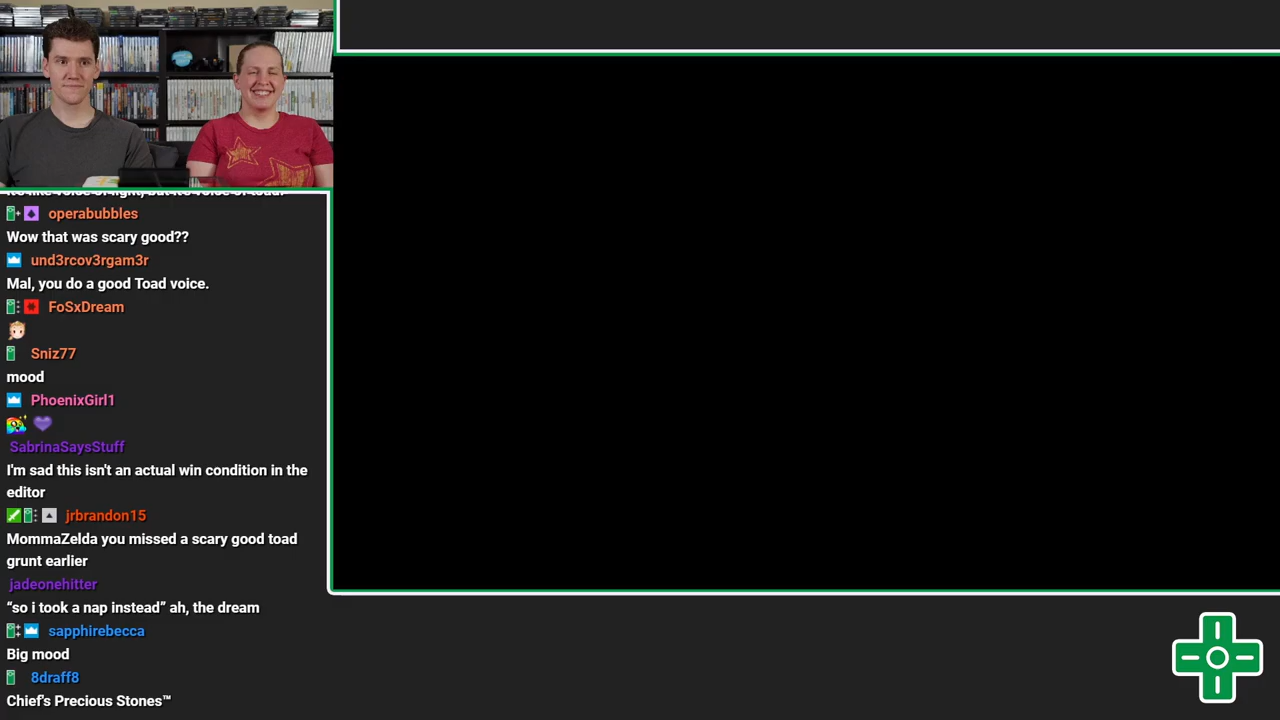 operabubbles
Wow that was scary good??
und3rcov3rgam3r
Mal, you do a good Toad voice.
FoSxDream
Sniz77
mood
PhoenixGirl1
SabrinaSaysStuff
I'm sad this isn't an actual win condition in the
editor
jrbrandon15
MommaZelda you missed a scary good toad
grunt earlier
jadeonehitter
“so i took a nap instead” ah, the dream
sapphirebecca
Big mood
8draff8
Chief's Precious Stones™